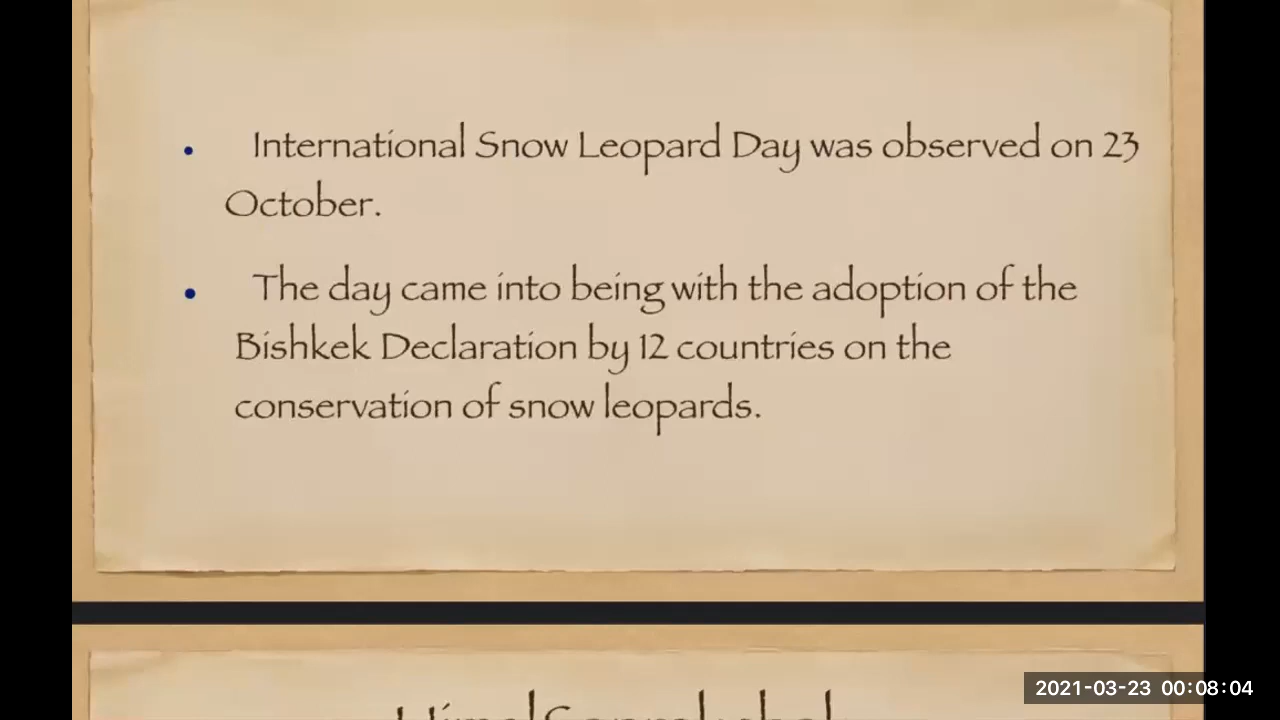 • International Snow Leopard Day was observed on 23
October.
• The day came into being with the adoption of the
Bishkek Declaration by 12 countries on the
conservation of snow leopards.
2021-03-23 00:08:04